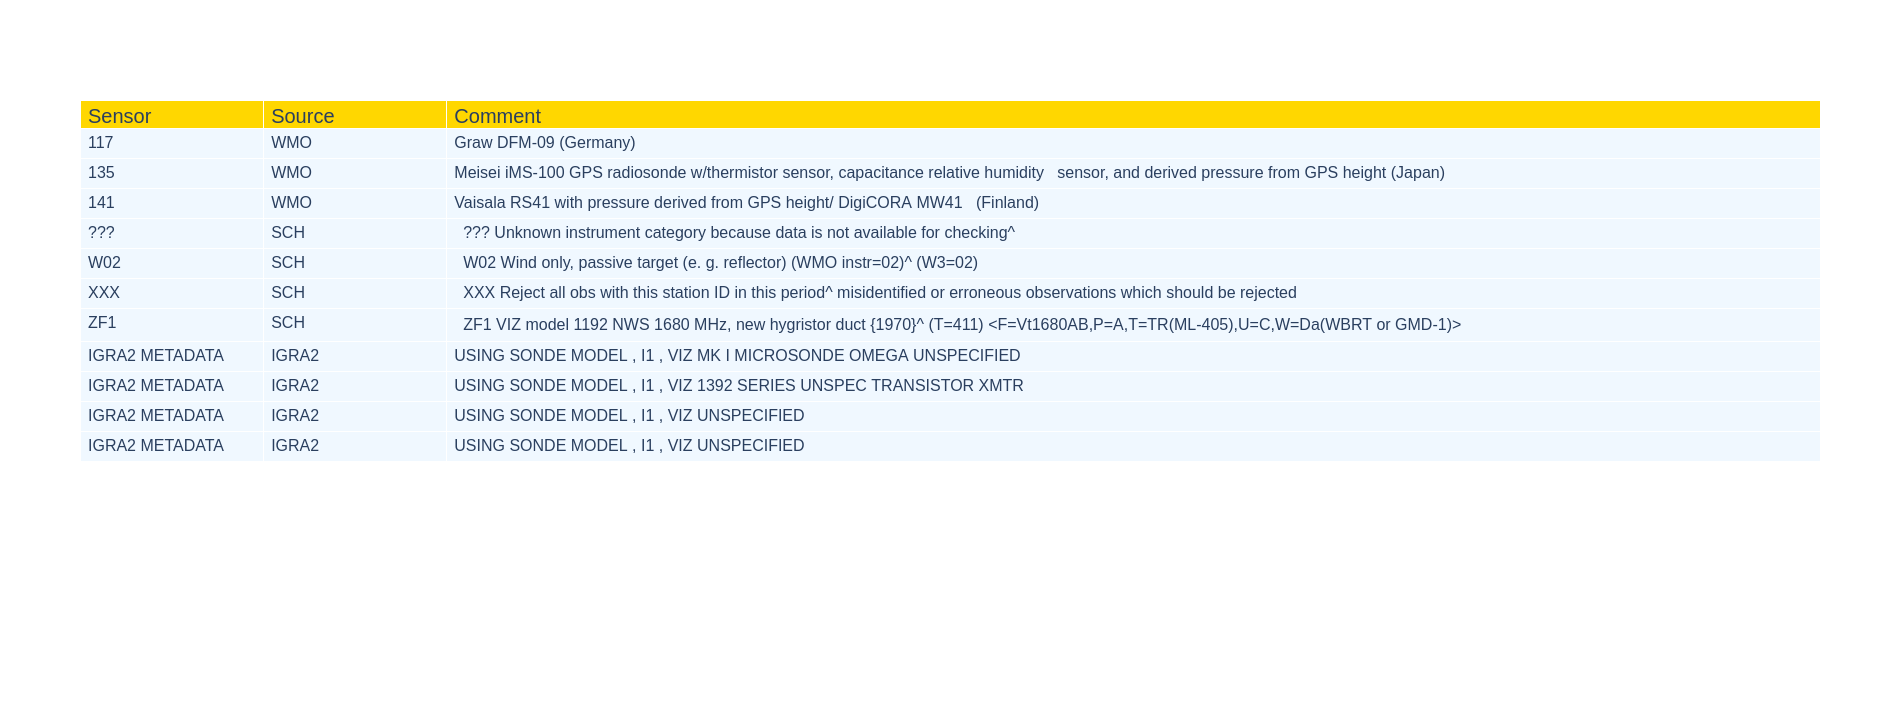 Sensor Source Comment
117 WMO Graw DFM-09 (Germany)
135 WMO Meisei iMS-100 GPS radiosonde w/thermistor sensor, capacitance relative humidity   sensor, and derived pressure from GPS height (Japan)
141 WMO Vaisala RS41 with pressure derived from GPS height/ DigiCORA MW41   (Finland)
??? SCH ??? Unknown instrument category because data is not available for checking^
W02 SCH W02 Wind only, passive target (e. g. reflector) (WMO instr=02)^ (W3=02)
XXX SCH XXX Reject all obs with this station ID in this period^ misidentified or erroneous observations which should be rejected
ZF1 SCH ZF1 VIZ model 1192 NWS 1680 MHz, new hygristor duct {1970}^ (T=411) <F=Vt1680AB,P=A,T=TR(ML-405),U=C,W=Da(WBRT or GMD-1)>
IGRA2 METADATA IGRA2 USING SONDE MODEL , I1 , VIZ MK I MICROSONDE OMEGA UNSPECIFIED
IGRA2 METADATA IGRA2 USING SONDE MODEL , I1 , VIZ 1392 SERIES UNSPEC TRANSISTOR XMTR
IGRA2 METADATA IGRA2 USING SONDE MODEL , I1 , VIZ UNSPECIFIED
IGRA2 METADATA IGRA2 USING SONDE MODEL , I1 , VIZ UNSPECIFIED